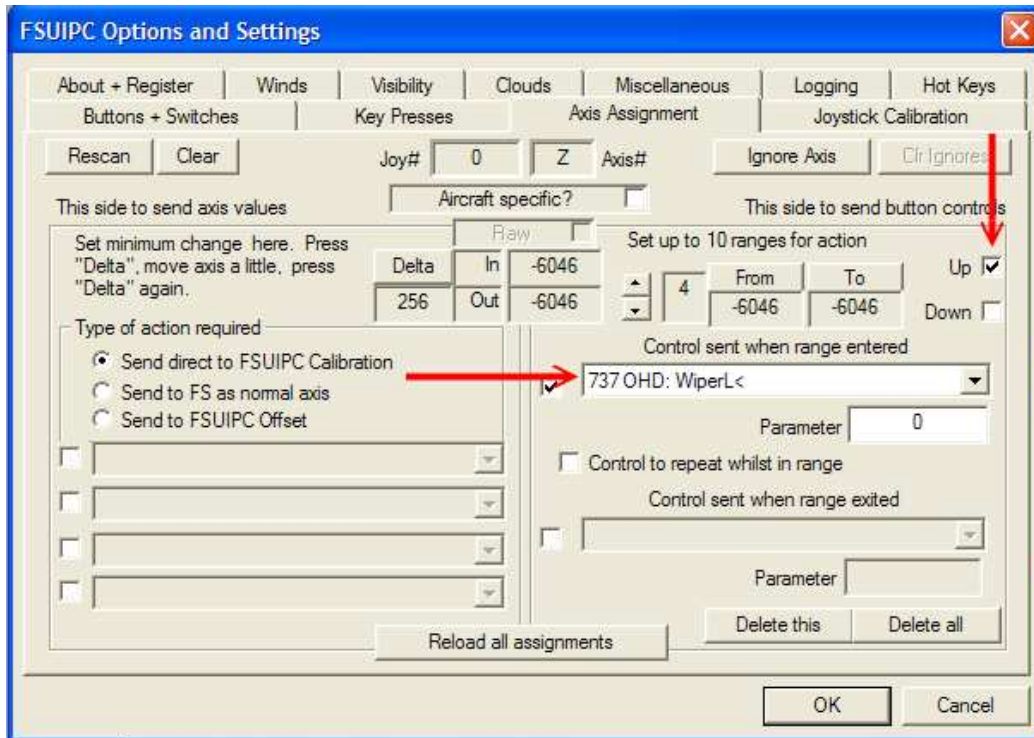 FSUIPC Options and Settings
About + Register Winds Visibility Clouds Miscellaneous Logging Hot Keys
Buttons + Switches Key Presses Axis Assignment Joystick Calibration
Rescan Clear Joy# 0 Z Axis# Ignore Axis Clr Ignores
Aircraft specific?
This side to send axis values This side to send button controls
Raw
Set minimum change here. Press
"Delta", move axis a little, press
"Delta" again.
Delta In -6046
256 Out -6046
Set up to 10 ranges for action
4 From To
-6046 -6046
Up
Down
Type of action required
Send direct to FSUIPC Calibration
Send to FS as normal axis
Send to FSUIPC Offset
Control sent when range entered
737 OHD: WiperL<
Parameter 0
Control to repeat whilst in range
Control sent when range exited
Parameter
Delete this Delete all
Reload all assignments
OK Cancel